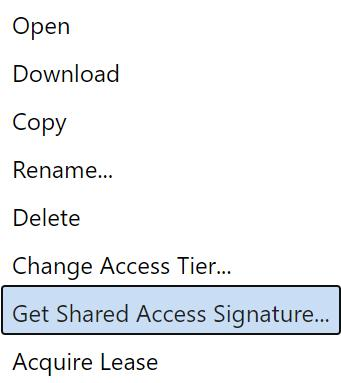 Open
Download
Copy
Rename...
Delete
Change Access Tier...
Get Shared Access Signature...
Acquire Lease